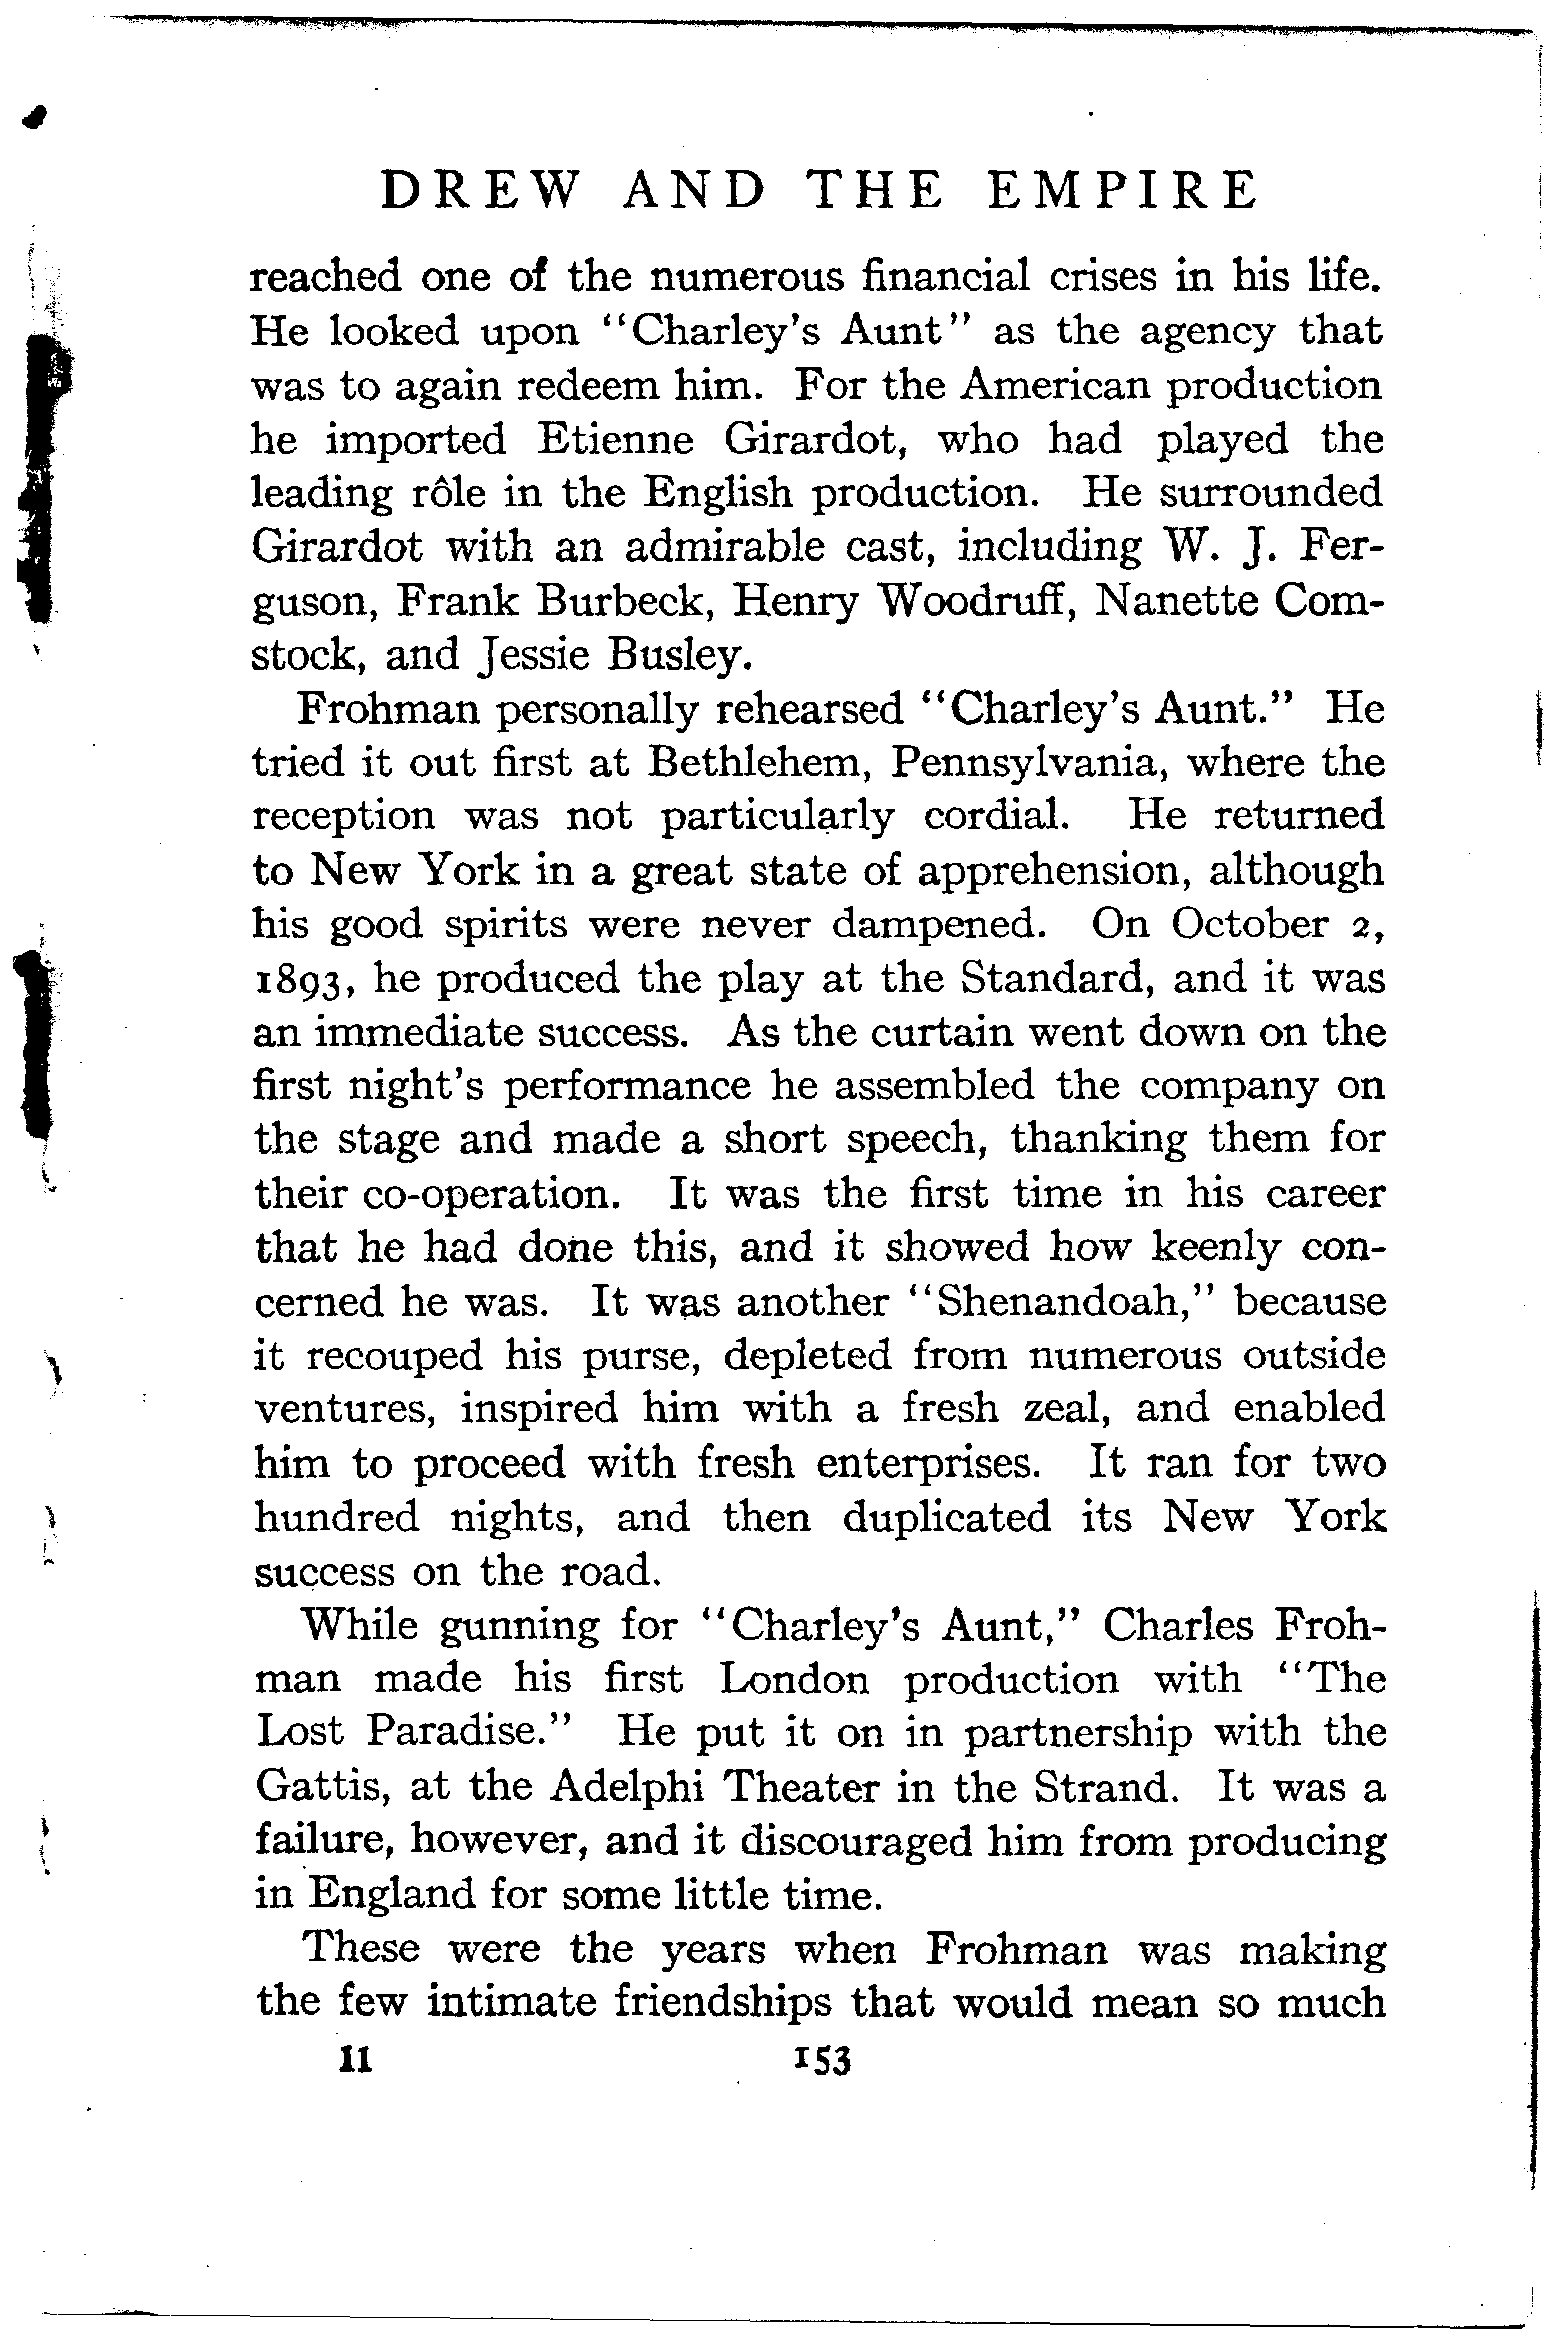 DREW AND THE EMPIRE
reached one of the numerous financial crises in his life.
He looked upon "Charley's Aunt" as the agency that
was to again redeem him. For the American production
he imported Etienne Girardot, who had played the
leading rôle in the English production. He surrounded
Girardot with an admirable cast, including W. J. Fer-
guson, Frank Burbeck, Henry Woodruff, Nanette Com-
stock, and Jessie Busley.
Frohman personally rehearsed "Charley's Aunt." He
tried it out first at Bethlehem, Pennsylvania, where the
reception was not particularly cordial. He returned
to New York in a great state of apprehension, although
his good spirits were never dampened. On October 2,
1893, he produced the play at the Standard, and it was
an immediate success. As the curtain went down on the
first night's performance he assembled the company on
the stage and made a short speech, thanking them for
their co-operation. It was the first time in his career
that he had done this, and it showed how keenly con-
cerned he was. It was another "Shenandoah," because
it recouped his purse, depleted from numerous outside
ventures, inspired him with a fresh zeal, and enabled
him to proceed with fresh enterprises. It ran for two
hundred nights, and then duplicated its New York
success on the road.
While gunning for "Charley's Aunt," Charles Froh-
man made his first London production with "The
Lost Paradise." He put it on in partnership with the
Gattis, at the Adelphi Theater in the Strand. It was a
failure, however, and it discouraged him from producing
in England for some little time.
These were the years when Frohman was making
the few intimate friendships that would mean so much
11 153